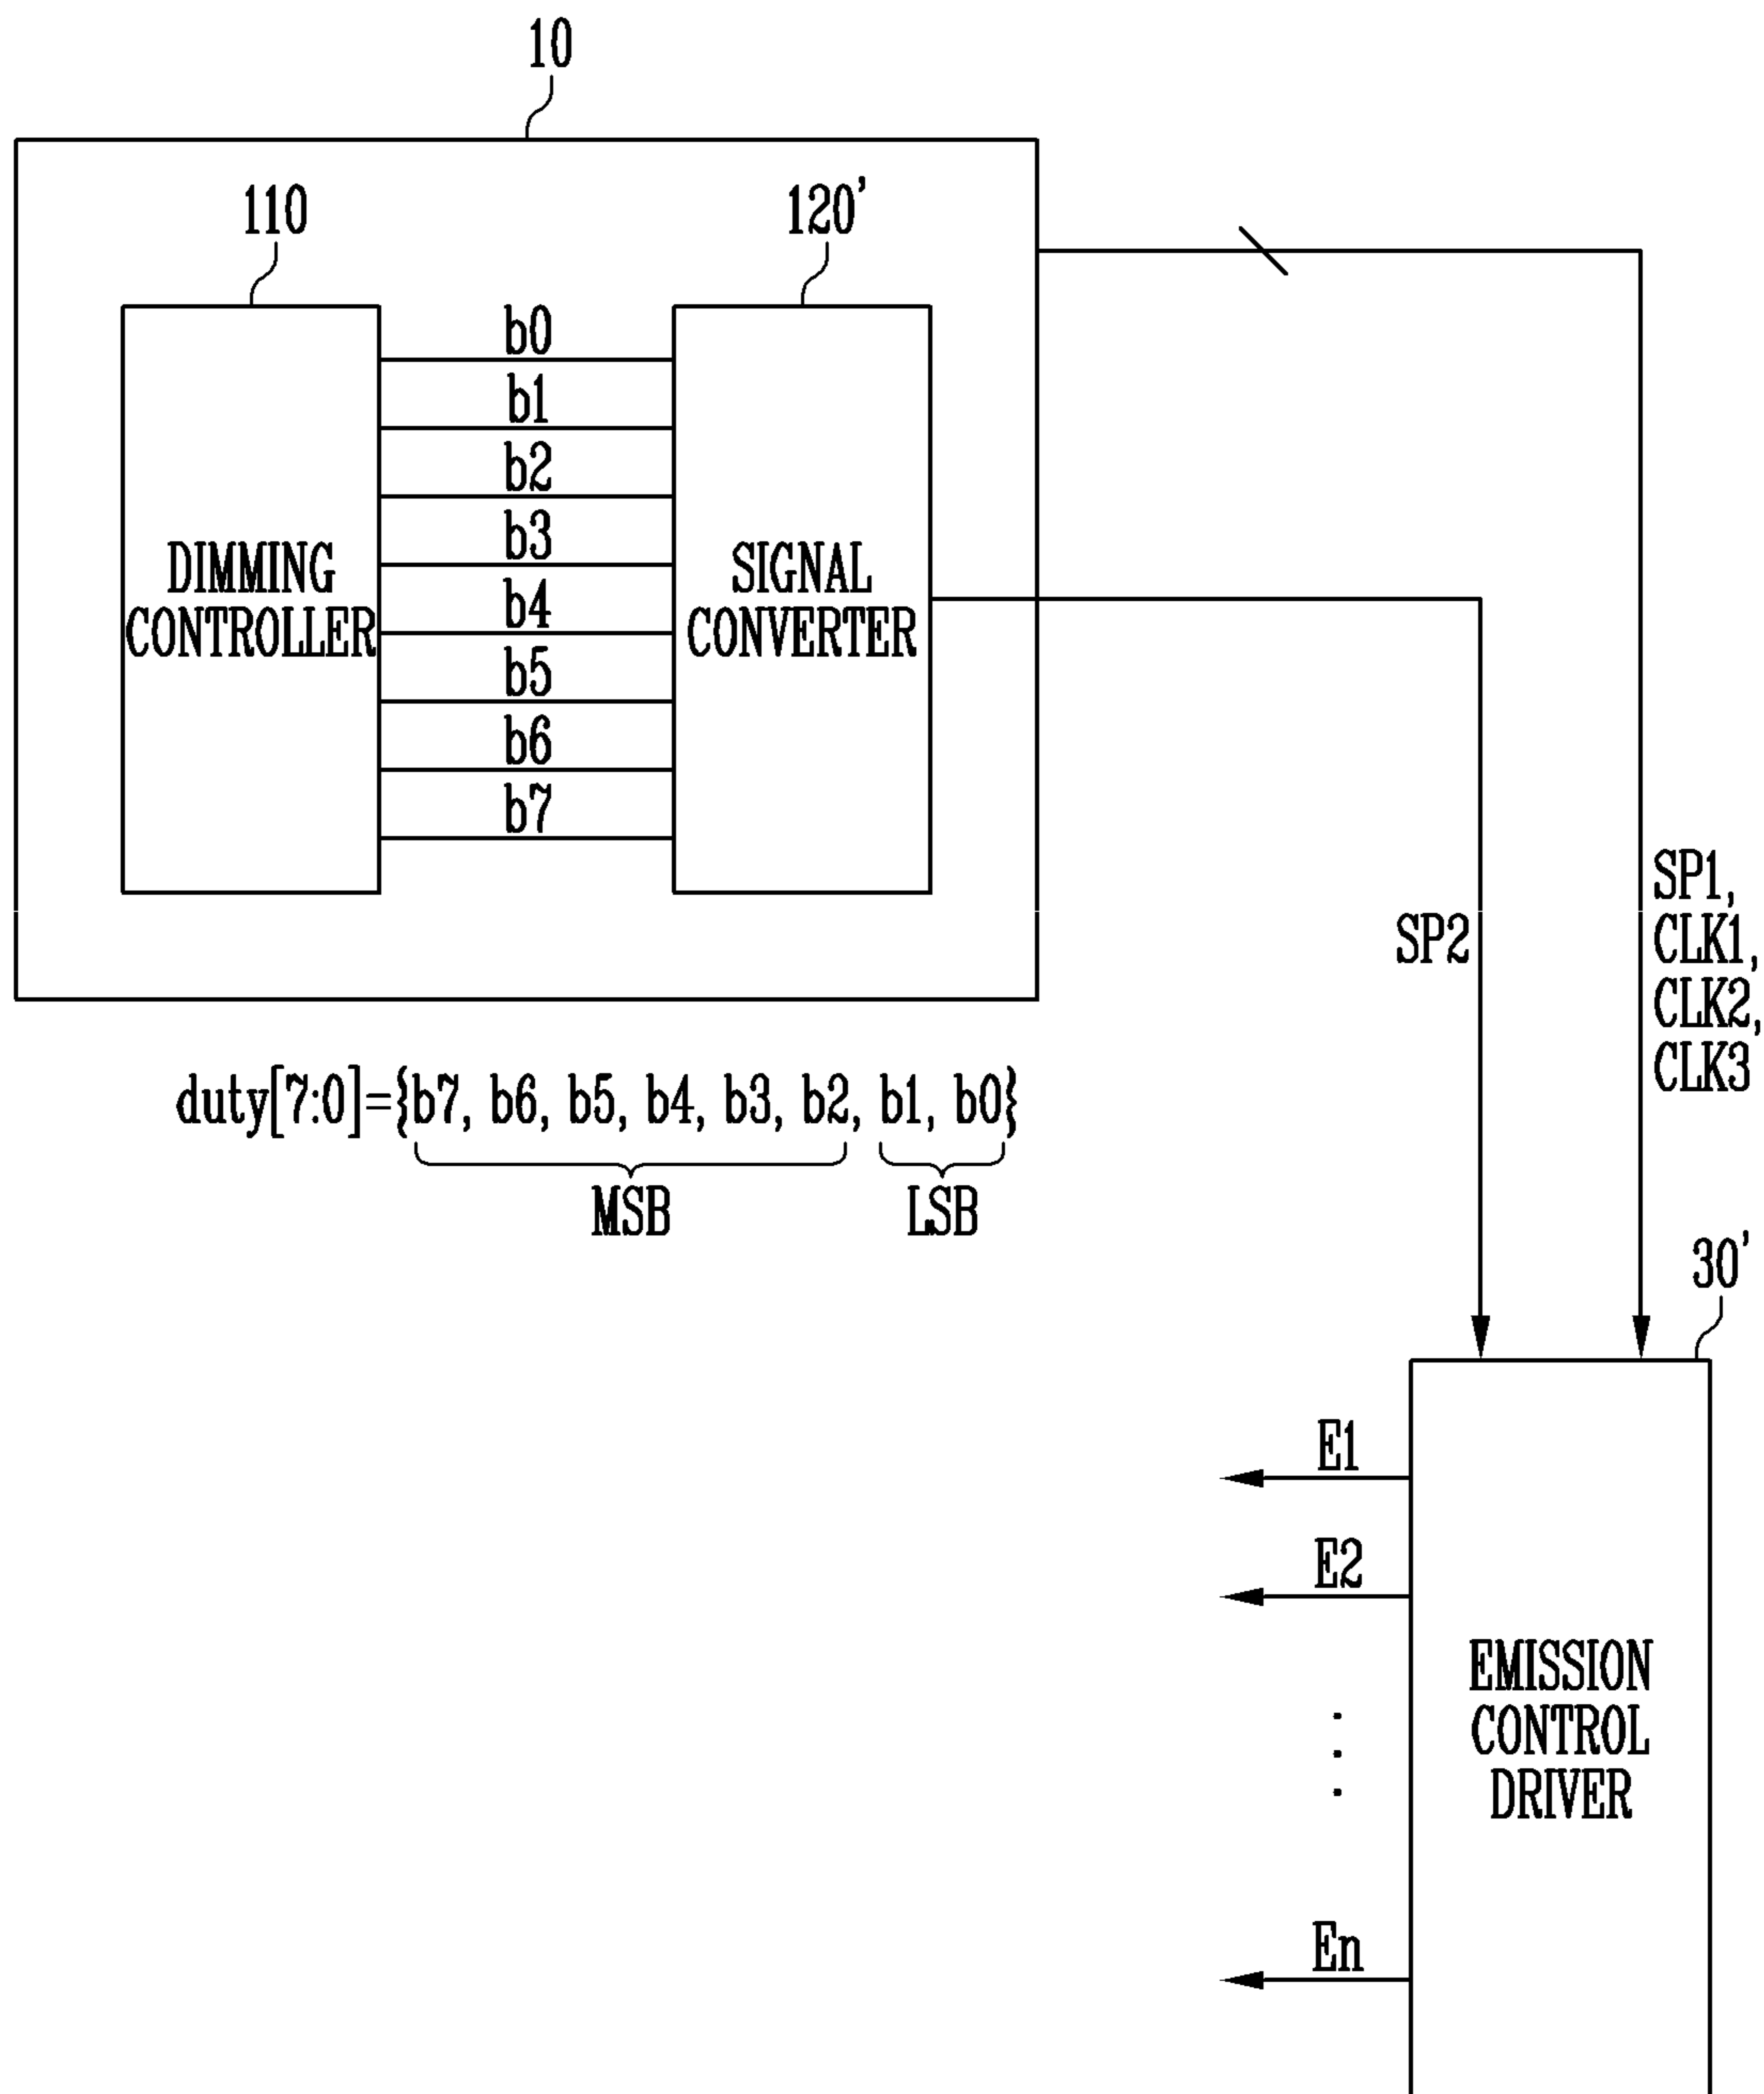 10
110
120'
b0
b1
b2
b3
b4
b5
b6
b7
DIMMING
CONTROLLER
SIGNAL
CONVERTER
SP2
SP1,
CLK1,
CLK2,
CLK3
duty[7:0]={b7, b6, b5, b4, b3, b2, b1, b0}
MSB
LSB
30'
E1
E2
En
EMISSION
CONTROL
DRIVER